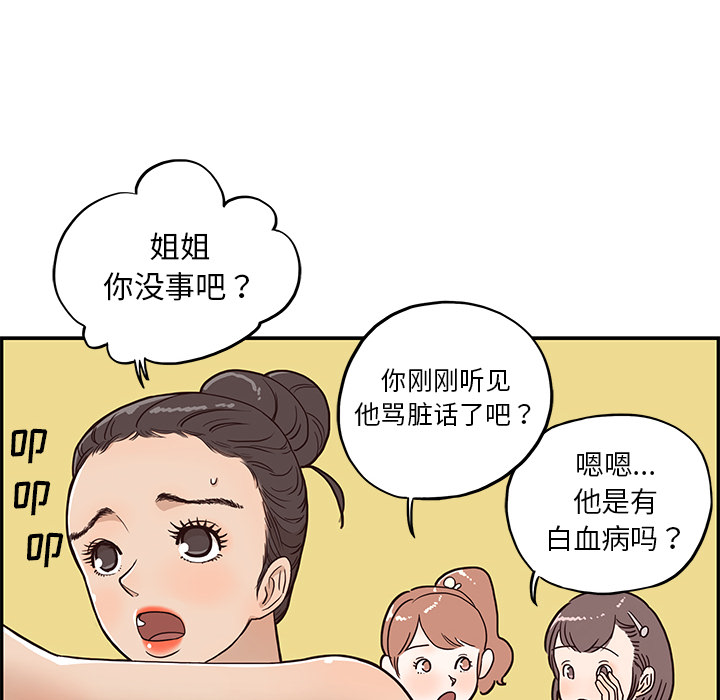 姐姐
你没事吧？
你刚刚听见
他骂脏话了吧？
嗯嗯...
他是有
白血病吗？
叩
叩
叩